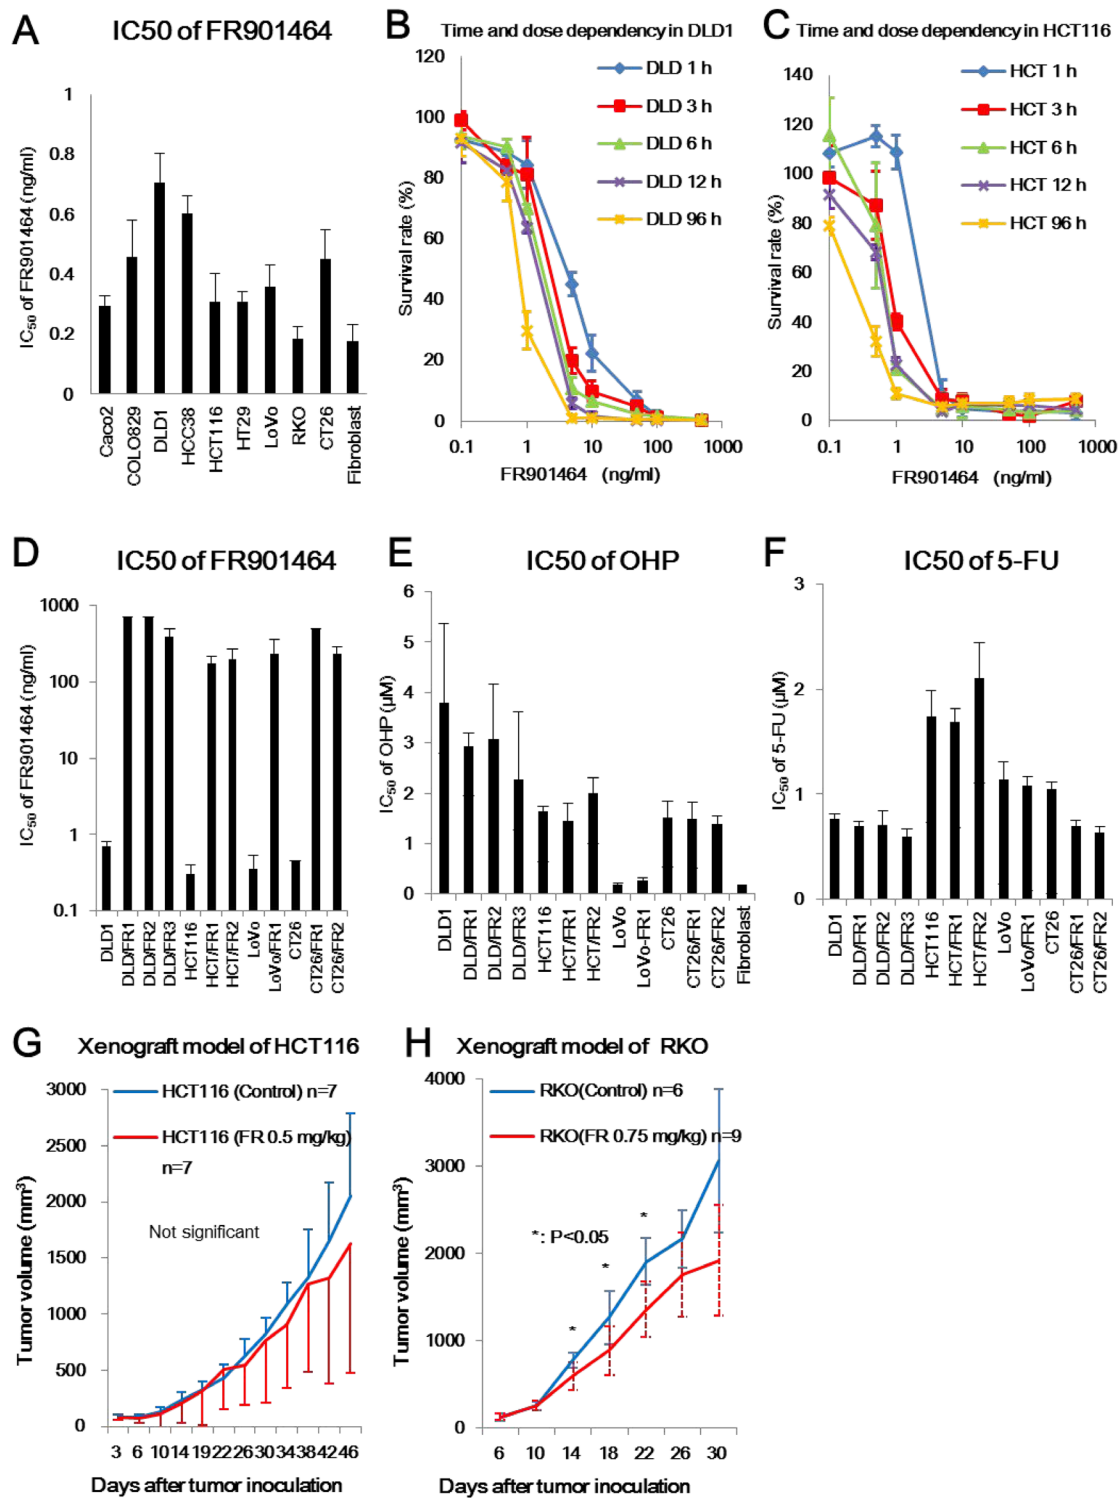 A IC50 of FR901464
IC50 of FR901464 (ng/ml)
1
0.8
0.6
0.4
0.2
0
Caco2
COLO829
DLD1
HCC38
HCT116
HT29
LoVo
RKO
CT26
Fibroblast
B Time and dose dependency in DLD1
Survival rate (%)
120
100
80
60
40
20
0
DLD 1 h
DLD 3 h
DLD 6 h
DLD 12 h
DLD 96 h
0.1 1 10 100 1000
FR901464 (ng/ml)
C Time and dose dependency in HCT116
Survival rate (%)
140
120
100
80
60
40
20
0
HCT 1 h
HCT 3 h
HCT 6 h
HCT 12 h
HCT 96 h
0.1 1 10 100 1000
FR901464 (ng/ml)
D IC50 of FR901464
IC50 of FR901464 (ng/ml)
1000
100
10
1
0.1
DLD1
DLD/FR1
DLD/FR2
DLD/FR3
HCT116
HCT/FR1
HCT/FR2
LoVo
LoVo/FR1
CT26
CT26/FR1
CT26/FR2
E IC50 of OHP
IC50 of OHP (μM)
6
5
4
3
2
1
0
DLD1
DLD/FR1
DLD/FR2
DLD/FR3
HCT116
HCT/FR1
HCT/FR2
LoVo
LoVo-FR1
CT26
CT26/FR1
CT26/FR2
Fibroblast
F IC50 of 5-FU
IC50 of 5-FU (μM)
3
2
1
0
DLD1
DLD/FR1
DLD/FR2
DLD/FR3
HCT116
HCT/FR1
HCT/FR2
LoVo
LoVo/FR1
CT26
CT26/FR1
CT26/FR2
G Xenograft model of HCT116
Tumor volume (mm3)
3000
2500
2000
1500
1000
500
0
HCT116 (Control) n=7
HCT116 (FR 0.5 mg/kg)
n=7
Not significant
3 6 10 14 19 22 26 30 34 38 42 46
Days after tumor inoculation
H Xenograft model of RKO
Tumor volume (mm3)
4000
3000
2000
1000
0
RKO(Control) n=6
RKO(FR 0.75 mg/kg) n=9
*: P<0.05
*
*
*
6 10 14 18 22 26 30
Days after tumor inoculation